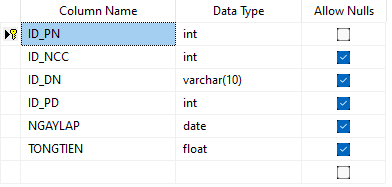 Column Name Data Type Allow Nulls
ID_PN int
ID_NCC int
ID_DN varchar(10)
ID_PD int
NGAYLAP date
TONGTIEN float